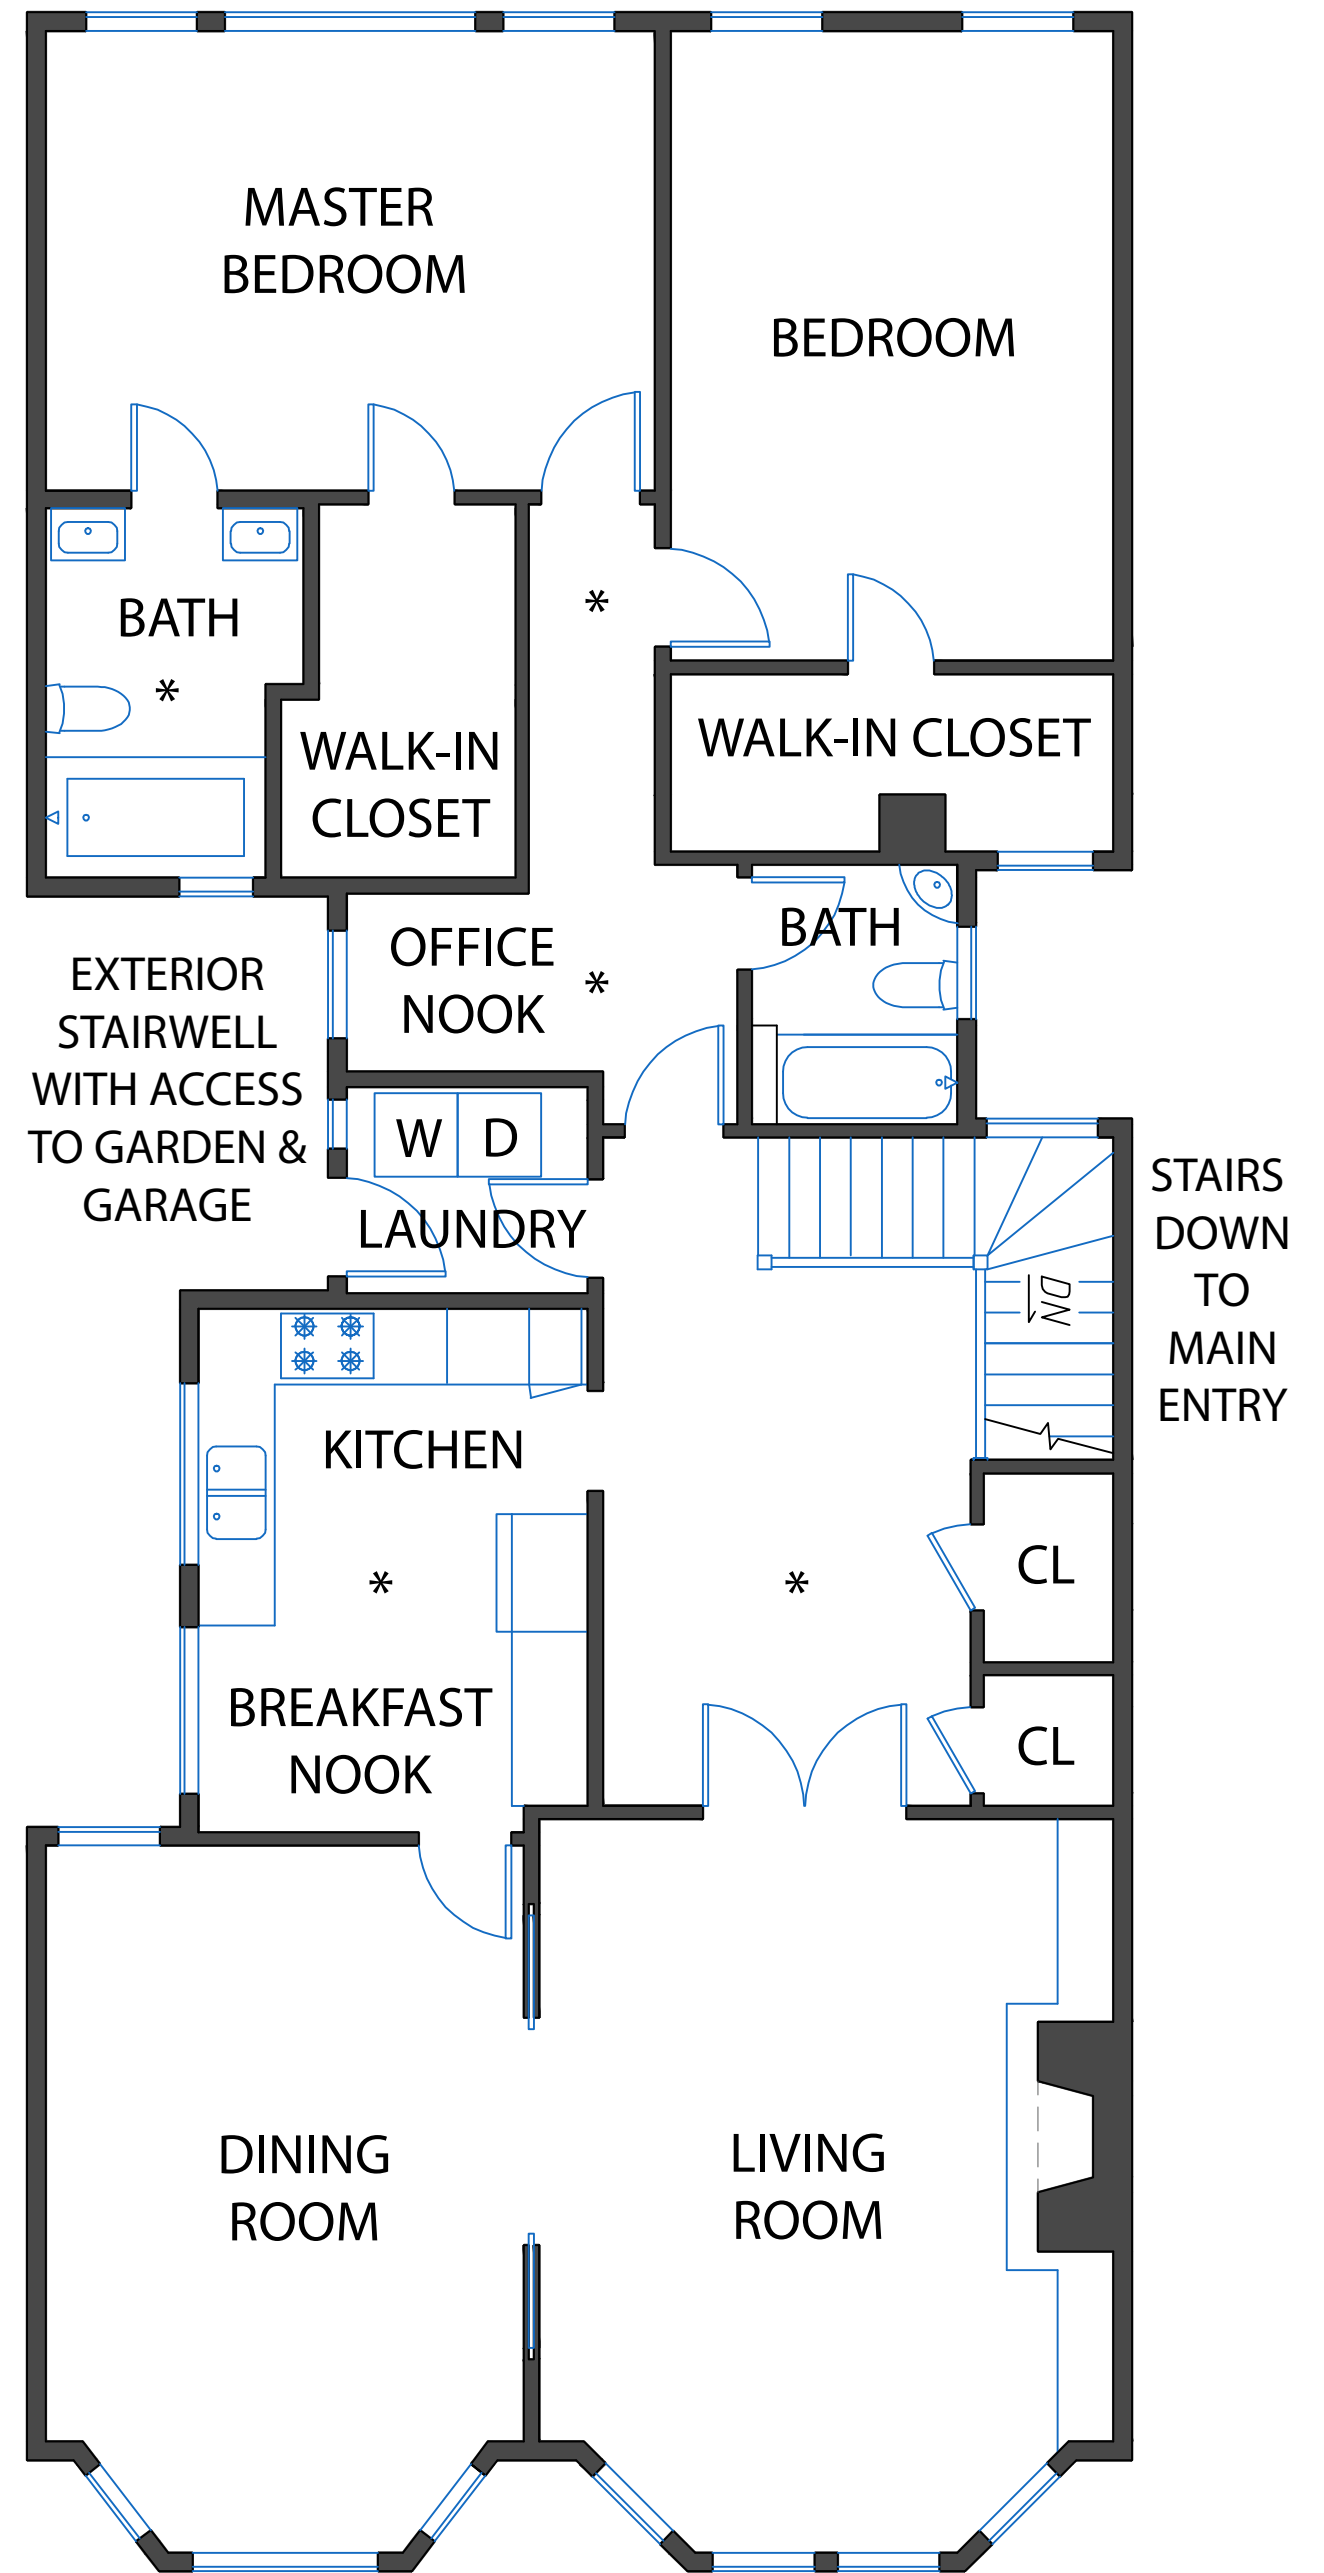 MASTER
BEDROOM
BEDROOM
BATH
*
*
WALK-IN
CLOSET
WALK-IN CLOSET
OFFICE
NOOK
*
BATH
EXTERIOR
STAIRWELL
WITH ACCESS
TO GARDEN &
GARAGE
W D
LAUNDRY
STAIRS
DOWN
TO
MAIN
ENTRY
DN
KITCHEN
*
BREAKFAST
NOOK
*
CL
CL
DINING
ROOM
LIVING
ROOM